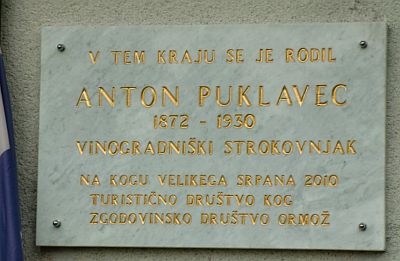 V TEM KRAJU SE JE RODIL
ANTON PUKLAVEC
1872 - 1930
VINOGRADNIŠKI STROKOVNJAK
NA KOGU VELIKEGA SRPANA 2010
TURISTIČNO DRUŠTVO KOG
ZGODOVINSKO DRUŠTVO ORMOŽ